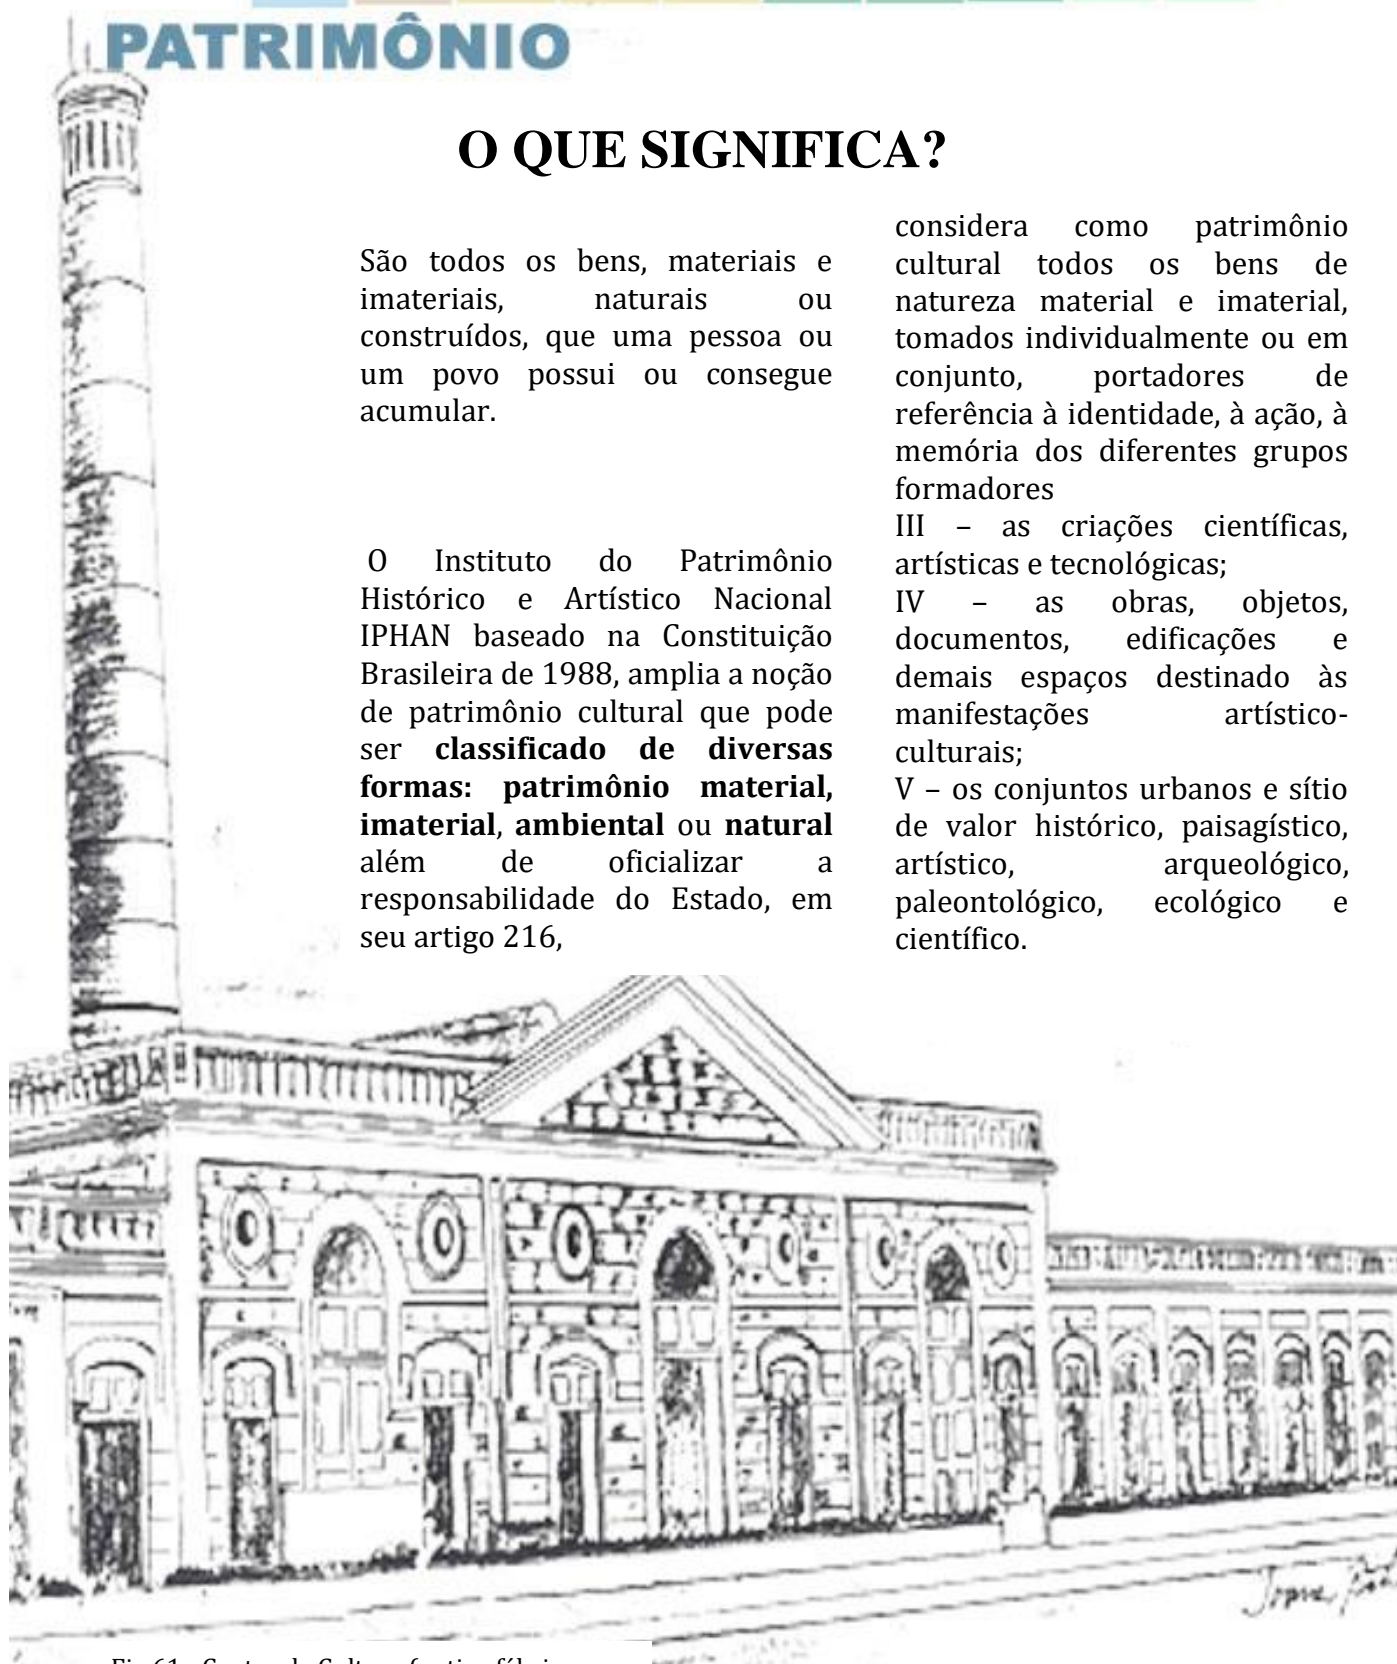 PATRIMÔNIO
O QUE SIGNIFICA?
São todos os bens, materiais e
imateriais, naturais ou
construídos, que uma pessoa ou
um povo possui ou consegue
acumular.
O Instituto do Patrimônio
Histórico e Artístico Nacional
IPHAN baseado na Constituição
Brasileira de 1988, amplia a noção
de patrimônio cultural que pode
ser classificado de diversas
formas: patrimônio material,
imaterial, ambiental ou natural
além de oficializar a
responsabilidade do Estado, em
seu artigo 216,
considera como patrimônio
cultural todos os bens de
natureza material e imaterial,
tomados individualmente ou em
conjunto, portadores de
referência à identidade, à ação, à
memória dos diferentes grupos
formadores
III – as criações científicas,
artísticas e tecnológicas;
IV – as obras, objetos,
documentos, edificações e
demais espaços destinado às
manifestações artístico-
culturais;
V – os conjuntos urbanos e sítio
de valor histórico, paisagístico,
artístico, arqueológico,
paleontológico, ecológico e
científico.